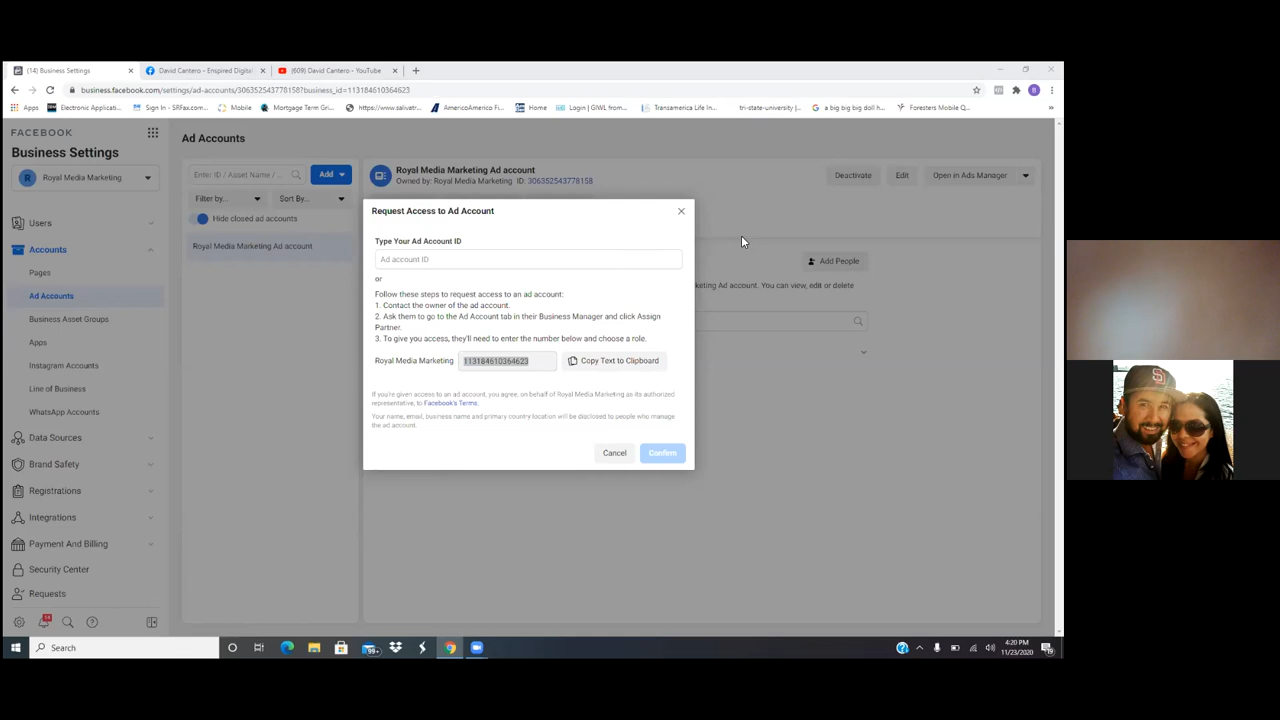 (14) Business Settings
David Cantero - Enspired Digital
(609) David Cantero - YouTube
business.facebook.com/settings/ad-accounts/306352543778158?business_id=113184610364623
Apps
Electronic Applicati...
Sign In - SRFax.com...
Mobile
Mortgage Term Gri...
https://www.salivatr...
AmericoAmerico Fi...
Home
Login | GIWL from...
Transamerica Life In...
tri-state-university |...
a big big big doll h...
Foresters Mobile Q...
FACEBOOK
Business Settings
R Royal Media Marketing
Users
Accounts
Pages
Ad Accounts
Business Asset Groups
Apps
Instagram Accounts
Line of Business
WhatsApp Accounts
Data Sources
Brand Safety
Registrations
Integrations
Payment And Billing
Security Center
Requests
Ad Accounts
Enter ID / Asset Name / ...
Add
Filter by...
Sort By...
Hide closed ad accounts
Royal Media Marketing Ad account
Royal Media Marketing Ad account
Owned by: Royal Media Marketing ID: 306352543778158
Deactivate
Edit
Open in Ads Manager
Add People
keting Ad account. You can view, edit or delete
Request Access to Ad Account
Type Your Ad Account ID
Ad account ID
or
Follow these steps to request access to an ad account:
1. Contact the owner of the ad account.
2. Ask them to go to the Ad Account tab in their Business Manager and click Assign
Partner.
3. To give you access, they'll need to enter the number below and choose a role.
Royal Media Marketing 113184610364623 Copy Text to Clipboard
If you're given access to an ad account, you agree, on behalf of Royal Media Marketing as its authorized
representative, to Facebook's Terms.
Your name, email, business name and primary country location will be disclosed to people who manage
the ad account.
Cancel
Confirm
Search
99+
4:20 PM
11/23/2020